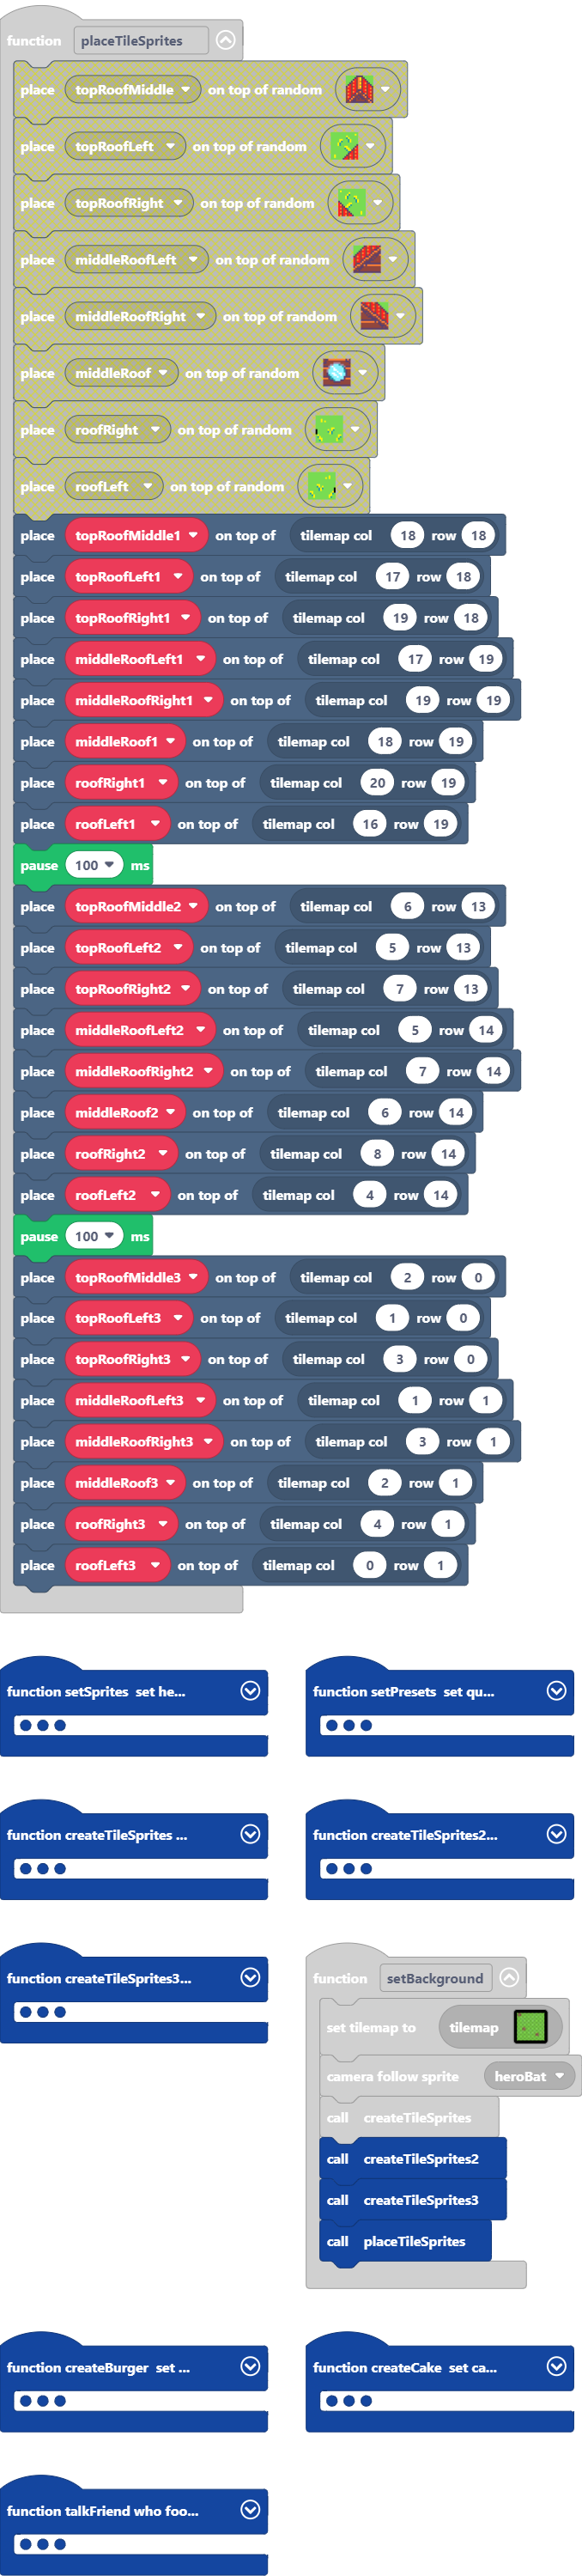 function placeTileSprites
place topRoofMiddle on top of random
place topRoofLeft on top of random
place topRoofRight on top of random
place middleRoofLeft on top of random
place middleRoofRight on top of random
place middleRoof on top of random
place roofRight on top of random
place roofLeft on top of random
place topRoofMiddle1 on top of tilemap col 18 row 18
place topRoofLeft1 on top of tilemap col 17 row 18
place topRoofRight1 on top of tilemap col 19 row 18
place middleRoofLeft1 on top of tilemap col 17 row 19
place middleRoofRight1 on top of tilemap col 19 row 19
place middleRoof1 on top of tilemap col 18 row 19
place roofRight1 on top of tilemap col 20 row 19
place roofLeft1 on top of tilemap col 16 row 19
pause 100 ms
place topRoofMiddle2 on top of tilemap col 6 row 13
place topRoofLeft2 on top of tilemap col 5 row 13
place topRoofRight2 on top of tilemap col 7 row 13
place middleRoofLeft2 on top of tilemap col 5 row 14
place middleRoofRight2 on top of tilemap col 7 row 14
place middleRoof2 on top of tilemap col 6 row 14
place roofRight2 on top of tilemap col 8 row 14
place roofLeft2 on top of tilemap col 4 row 14
pause 100 ms
place topRoofMiddle3 on top of tilemap col 2 row 0
place topRoofLeft3 on top of tilemap col 1 row 0
place topRoofRight3 on top of tilemap col 3 row 0
place middleRoofLeft3 on top of tilemap col 1 row 1
place middleRoofRight3 on top of tilemap col 3 row 1
place middleRoof3 on top of tilemap col 2 row 1
place roofRight3 on top of tilemap col 4 row 1
place roofLeft3 on top of tilemap col 0 row 1
function setSprites set he...
function setPresets set qu...
function createTileSprites ...
function createTileSprites2...
function createTileSprites3...
function setBackground
set tilemap to tilemap
camera follow sprite heroBat
call createTileSprites
call createTileSprites2
call createTileSprites3
call placeTileSprites
function createBurger set ...
function createCake set ca...
function talkFriend who foo...